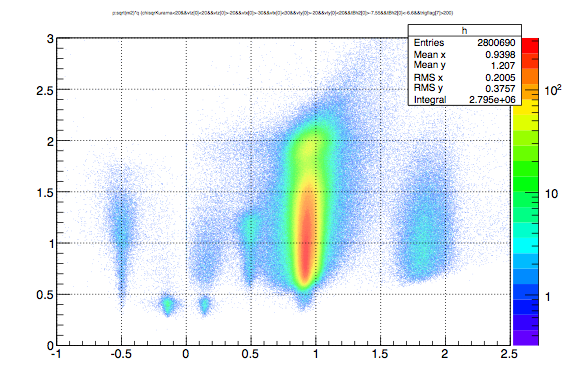 h
Entries 2800690
Mean x 0.9398
Mean y 1.207
RMS x 0.2005
RMS y 0.3757
Integral 2.795e+06
3
2.5
2
1.5
1
0.5
0
-1 -0.5 0 0.5 1 1.5 2 2.5
10²
10
1